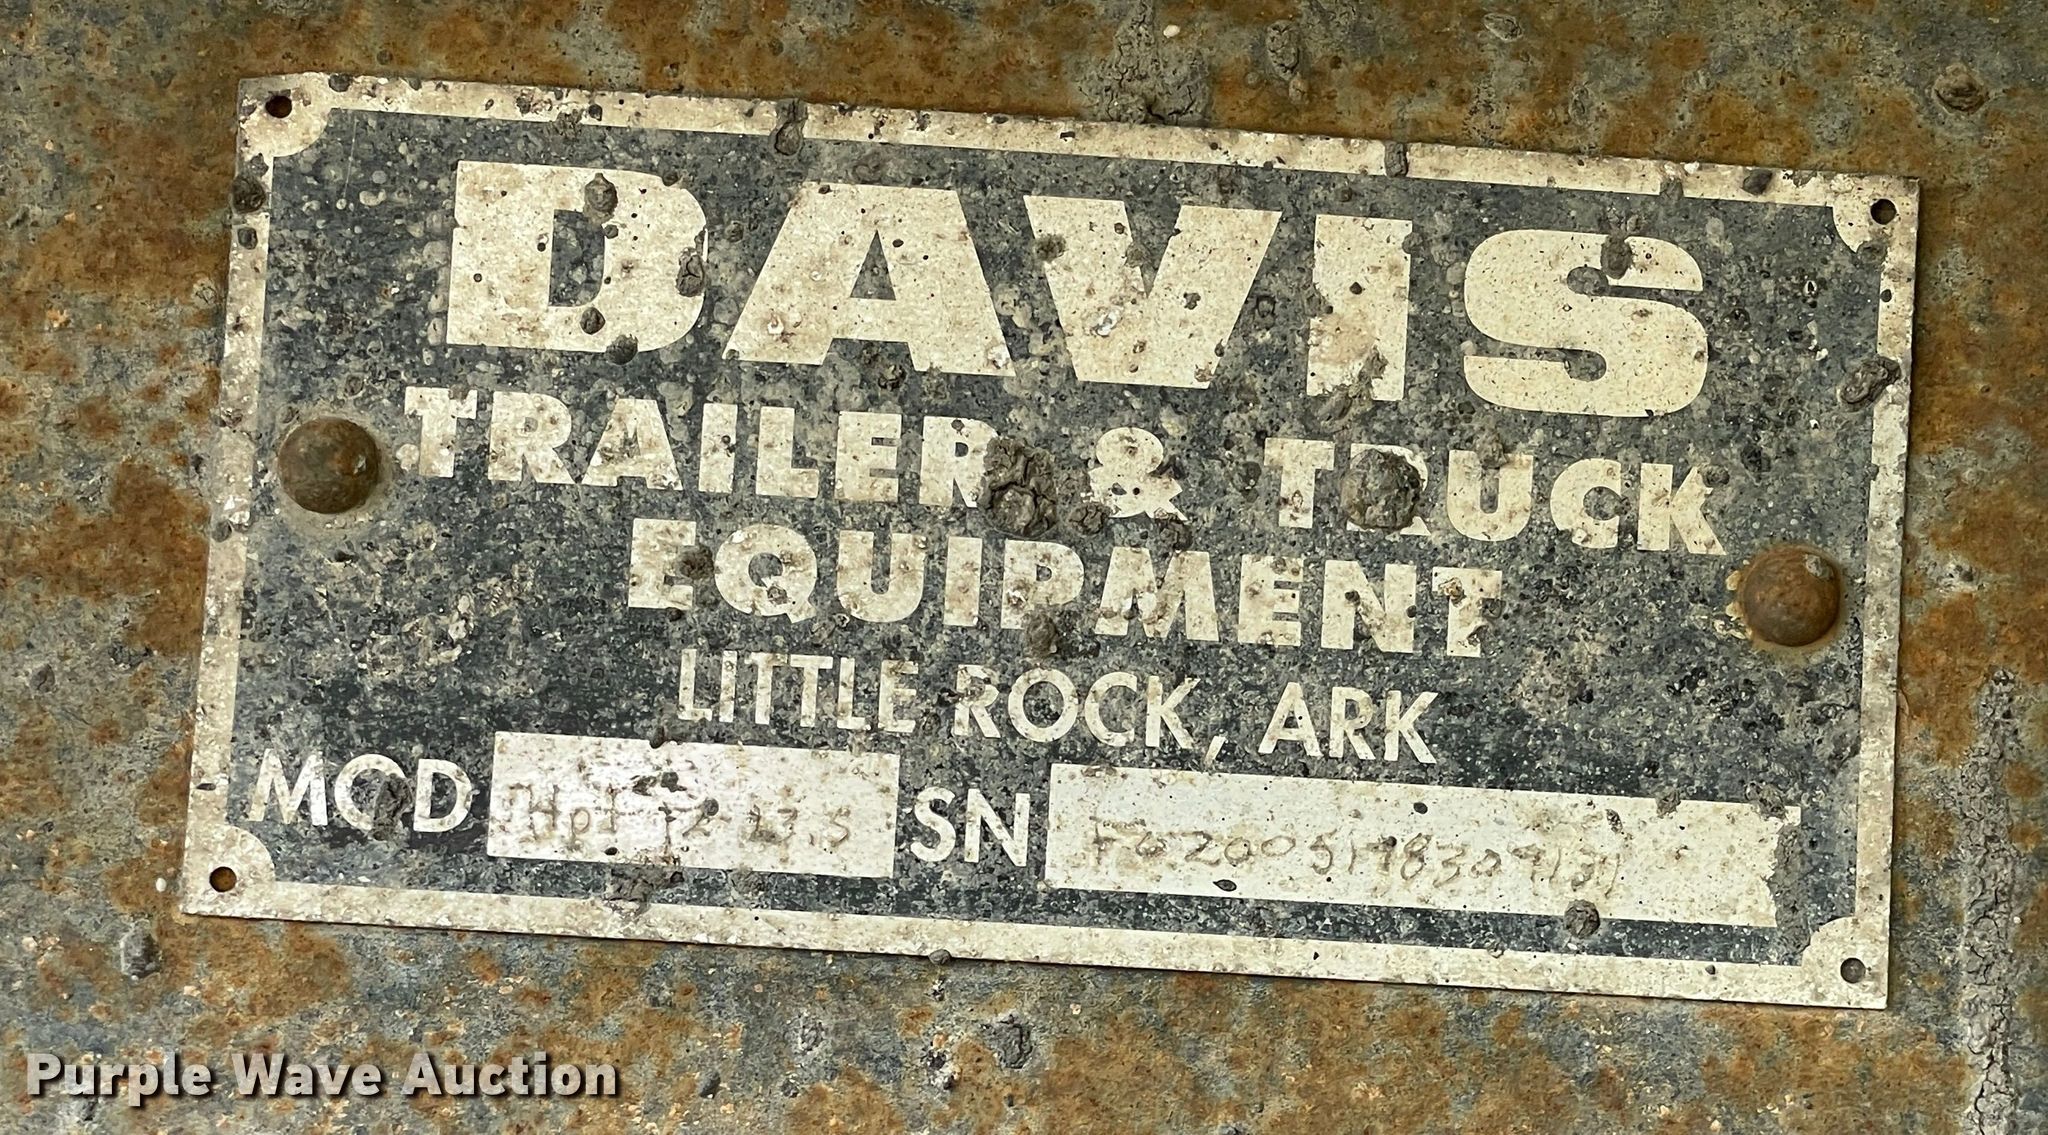 DAVIS
TRAILER & TRUCK
EQUIPMENT
LITTLE ROCK, ARK
MOD SN
Purple Wave Auction